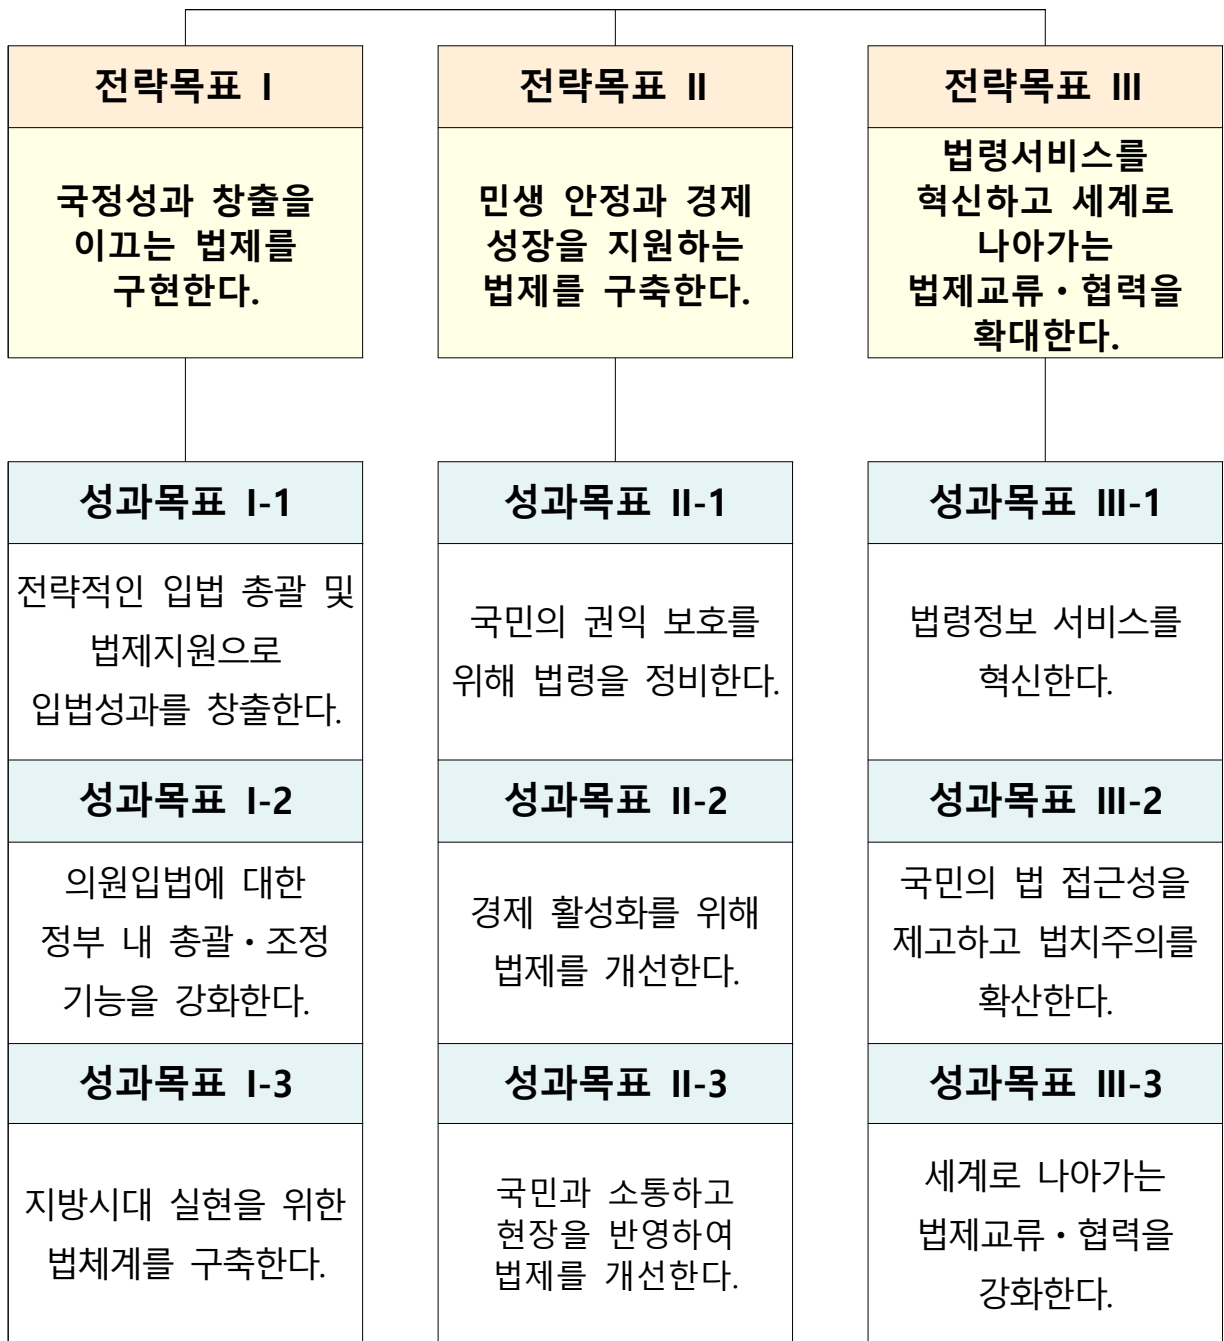 전략목표 I
국정성과 창출을
이끄는 법제를
구현한다.
성과목표 I-1
전략적인 입법 총괄 및
법제지원으로
입법성과를 창출한다.
성과목표 I-2
의원입법에 대한
정부 내 총괄・조정
기능을 강화한다.
성과목표 I-3
지방시대 실현을 위한
법체계를 구축한다.
전략목표 II
민생 안정과 경제
성장을 지원하는
법제를 구축한다.
성과목표 II-1
국민의 권익 보호를
위해 법령을 정비한다.
성과목표 II-2
경제 활성화를 위해
법제를 개선한다.
성과목표 II-3
국민과 소통하고
현장을 반영하여
법제를 개선한다.
전략목표 III
법령서비스를
혁신하고 세계로
나아가는
법제교류・협력을
확대한다.
성과목표 III-1
법령정보 서비스를
혁신한다.
성과목표 III-2
국민의 법 접근성을
제고하고 법치주의를
확산한다.
성과목표 III-3
세계로 나아가는
법제교류・협력을
강화한다.